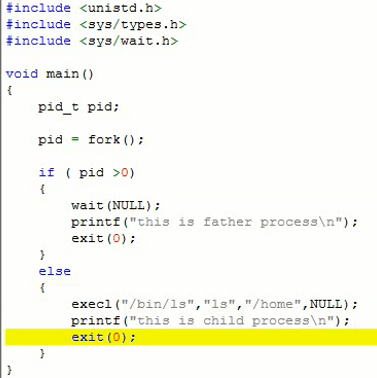 #include <unistd.h>
#include <sys/types.h>
#include <sys/wait.h>
void main()
{
pid_t pid;
pid = fork();
if ( pid >0)
{
wait(NULL);
printf("this is father process\n");
exit(0);
}
else
{
execl("/bin/ls","ls","/home",NULL);
printf("this is child process\n");
exit(0);
}
}